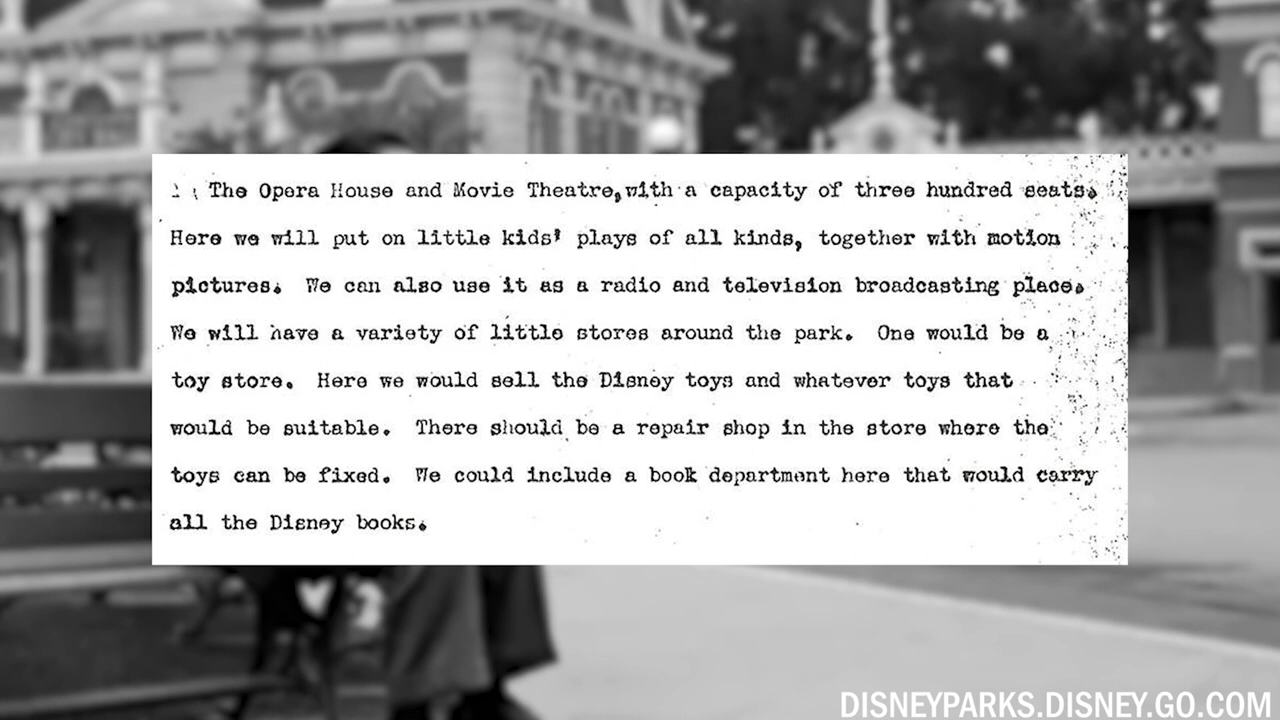 The Opera House and Movie Theatre, with a capacity of three hundred seats.
Here we will put on little kids' plays of all kinds, together with motion
pictures. We can also use it as a radio and television broadcasting place.
We will have a variety of little stores around the park. One would be a
toy store. Here we would sell the Disney toys and whatever toys that
would be suitable. There should be a repair shop in the store where the
toys can be fixed. We could include a book department here that would carry
all the Disney books.
DISNEYPARKS.DISNEY.GO.COM